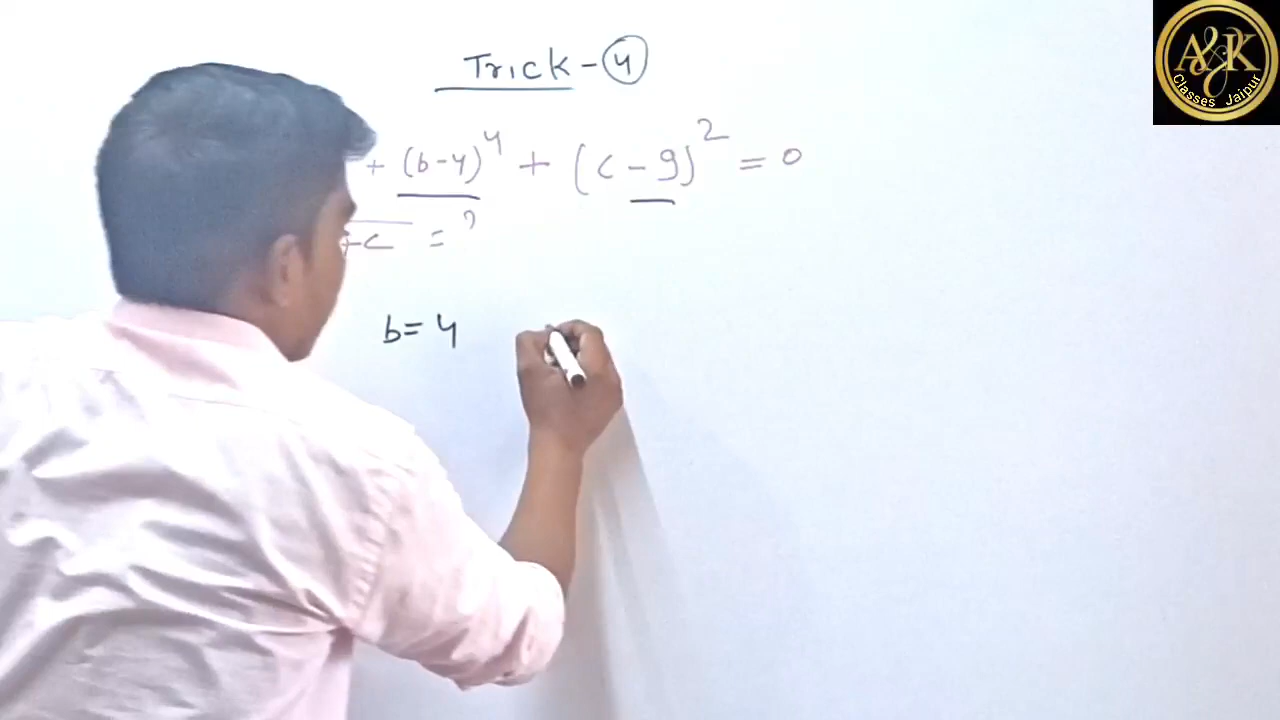 Trick - 4
+ (b-4)^4 + (c-9)^2 = 0
+c = ?
b = 4
A&K
Classes Jaipur